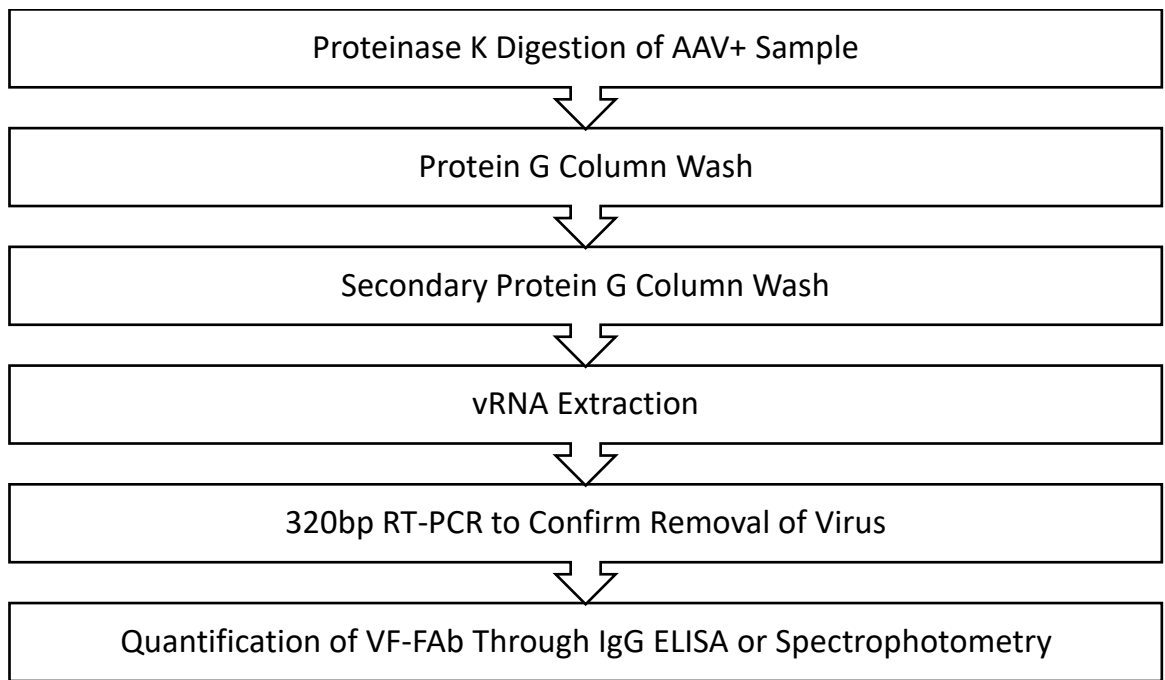 Proteinase K Digestion of AAV+ Sample
Protein G Column Wash
Secondary Protein G Column Wash
vRNA Extraction
320bp RT-PCR to Confirm Removal of Virus
Quantification of VF-FAb Through IgG ELISA or Spectrophotometry